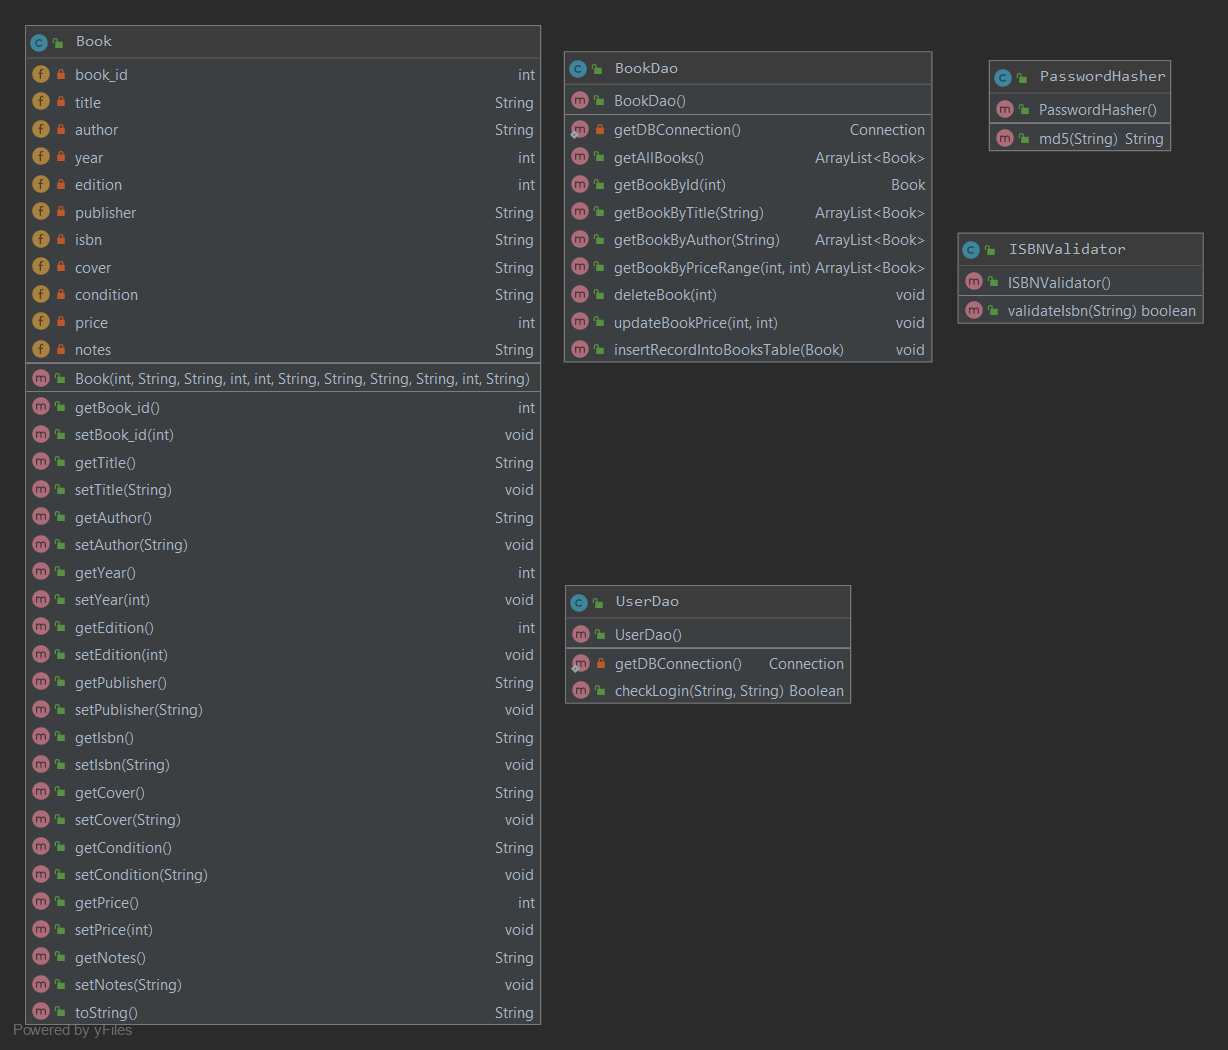 Book
book_id int
title String
author String
year int
edition int
publisher String
isbn String
cover String
condition String
price int
notes String
Book(int, String, String, int, int, String, String, String, String, int, String)
getBook_id() int
setBook_id(int) void
getTitle() String
setTitle(String) void
getAuthor() String
setAuthor(String) void
getYear() int
setYear(int) void
getEdition() int
setEdition(int) void
getPublisher() String
setPublisher(String) void
getIsbn() String
setIsbn(String) void
getCover() String
setCover(String) void
getCondition() String
setCondition(String) void
getPrice() int
setPrice(int) void
getNotes() String
setNotes(String) void
toString() String
BookDao
BookDao()
getDBConnection() Connection
getAllBooks() ArrayList<Book>
getBookById(int) Book
getBookByTitle(String) ArrayList<Book>
getBookByAuthor(String) ArrayList<Book>
getBookByPriceRange(int, int) ArrayList<Book>
deleteBook(int) void
updateBookPrice(int, int) void
insertRecordIntoBooksTable(Book) void
PasswordHasher
PasswordHasher()
md5(String) String
ISBNValidator
ISBNValidator()
validateIsbn(String) boolean
UserDao
UserDao()
getDBConnection() Connection
checkLogin(String, String) Boolean
Powered by yFiles